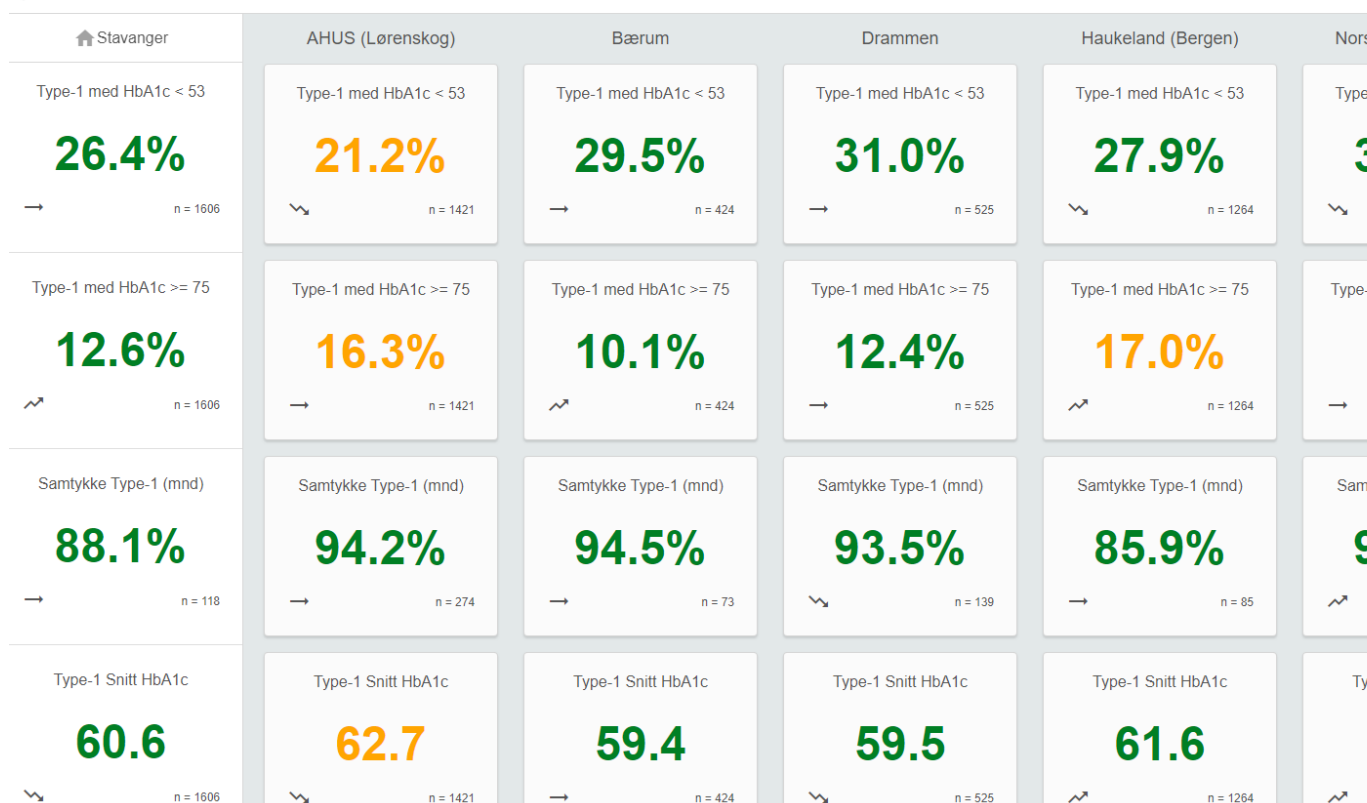 Stavanger
AHUS (Lørenskog)
Bærum
Drammen
Haukeland (Bergen)
Type-1 med HbA1c < 53
Type-1 med HbA1c < 53
Type-1 med HbA1c < 53
Type-1 med HbA1c < 53
Type-1 med HbA1c < 53
26.4%
21.2%
29.5%
31.0%
27.9%
n = 1606
n = 1421
n = 424
n = 525
n = 1264
Type-1 med HbA1c >= 75
Type-1 med HbA1c >= 75
Type-1 med HbA1c >= 75
Type-1 med HbA1c >= 75
Type-1 med HbA1c >= 75
12.6%
16.3%
10.1%
12.4%
17.0%
n = 1606
n = 1421
n = 424
n = 525
n = 1264
Samtykke Type-1 (mnd)
Samtykke Type-1 (mnd)
Samtykke Type-1 (mnd)
Samtykke Type-1 (mnd)
Samtykke Type-1 (mnd)
88.1%
94.2%
94.5%
93.5%
85.9%
n = 118
n = 274
n = 73
n = 139
n = 85
Type-1 Snitt HbA1c
Type-1 Snitt HbA1c
Type-1 Snitt HbA1c
Type-1 Snitt HbA1c
Type-1 Snitt HbA1c
60.6
62.7
59.4
59.5
61.6
n = 1606
n = 1421
n = 424
n = 525
n = 1264